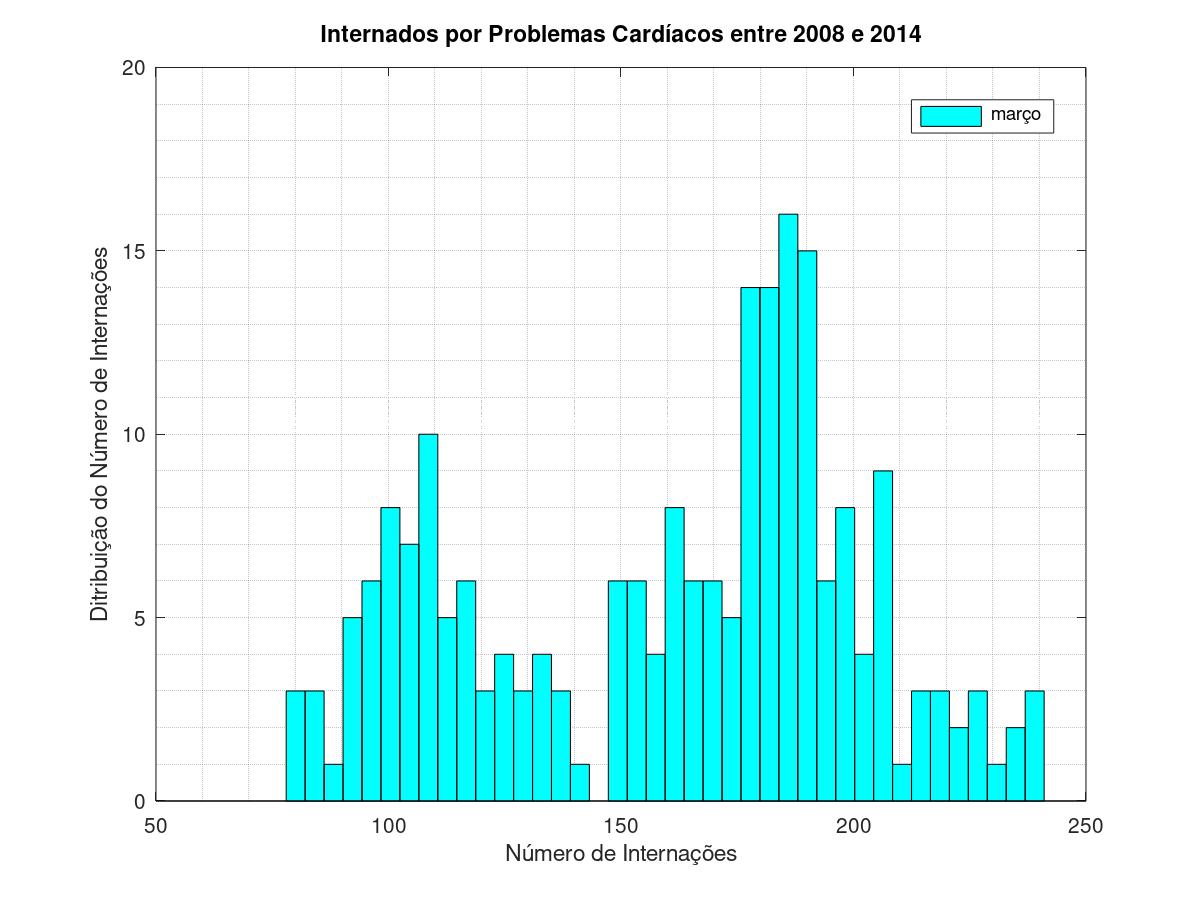 Internados por Problemas Cardíacos entre 2008 e 2014
março
Ditribuição do Número de Internações
20
15
10
5
0
50 100 150 200 250
Número de Internações